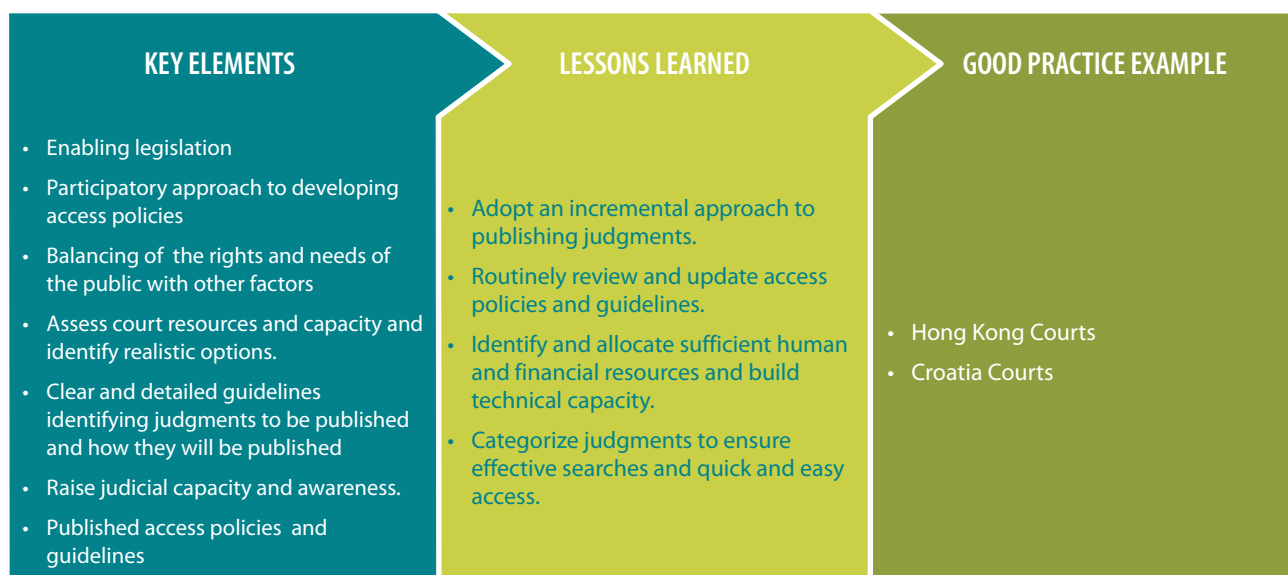 KEY ELEMENTS
• Enabling legislation
• Participatory approach to developing
access policies
• Balancing of the rights and needs of
the public with other factors
• Assess court resources and capacity and
identify realistic options.
• Clear and detailed guidelines
identifying judgments to be published
and how they will be published
• Raise judicial capacity and awareness.
• Published access policies and
guidelines
LESSONS LEARNED
• Adopt an incremental approach to
publishing judgments.
• Routinely review and update access
policies and guidelines.
• Identify and allocate sufficient human
and financial resources and build
technical capacity.
• Categorize judgments to ensure
effective searches and quick and easy
access.
GOOD PRACTICE EXAMPLE
• Hong Kong Courts
• Croatia Courts